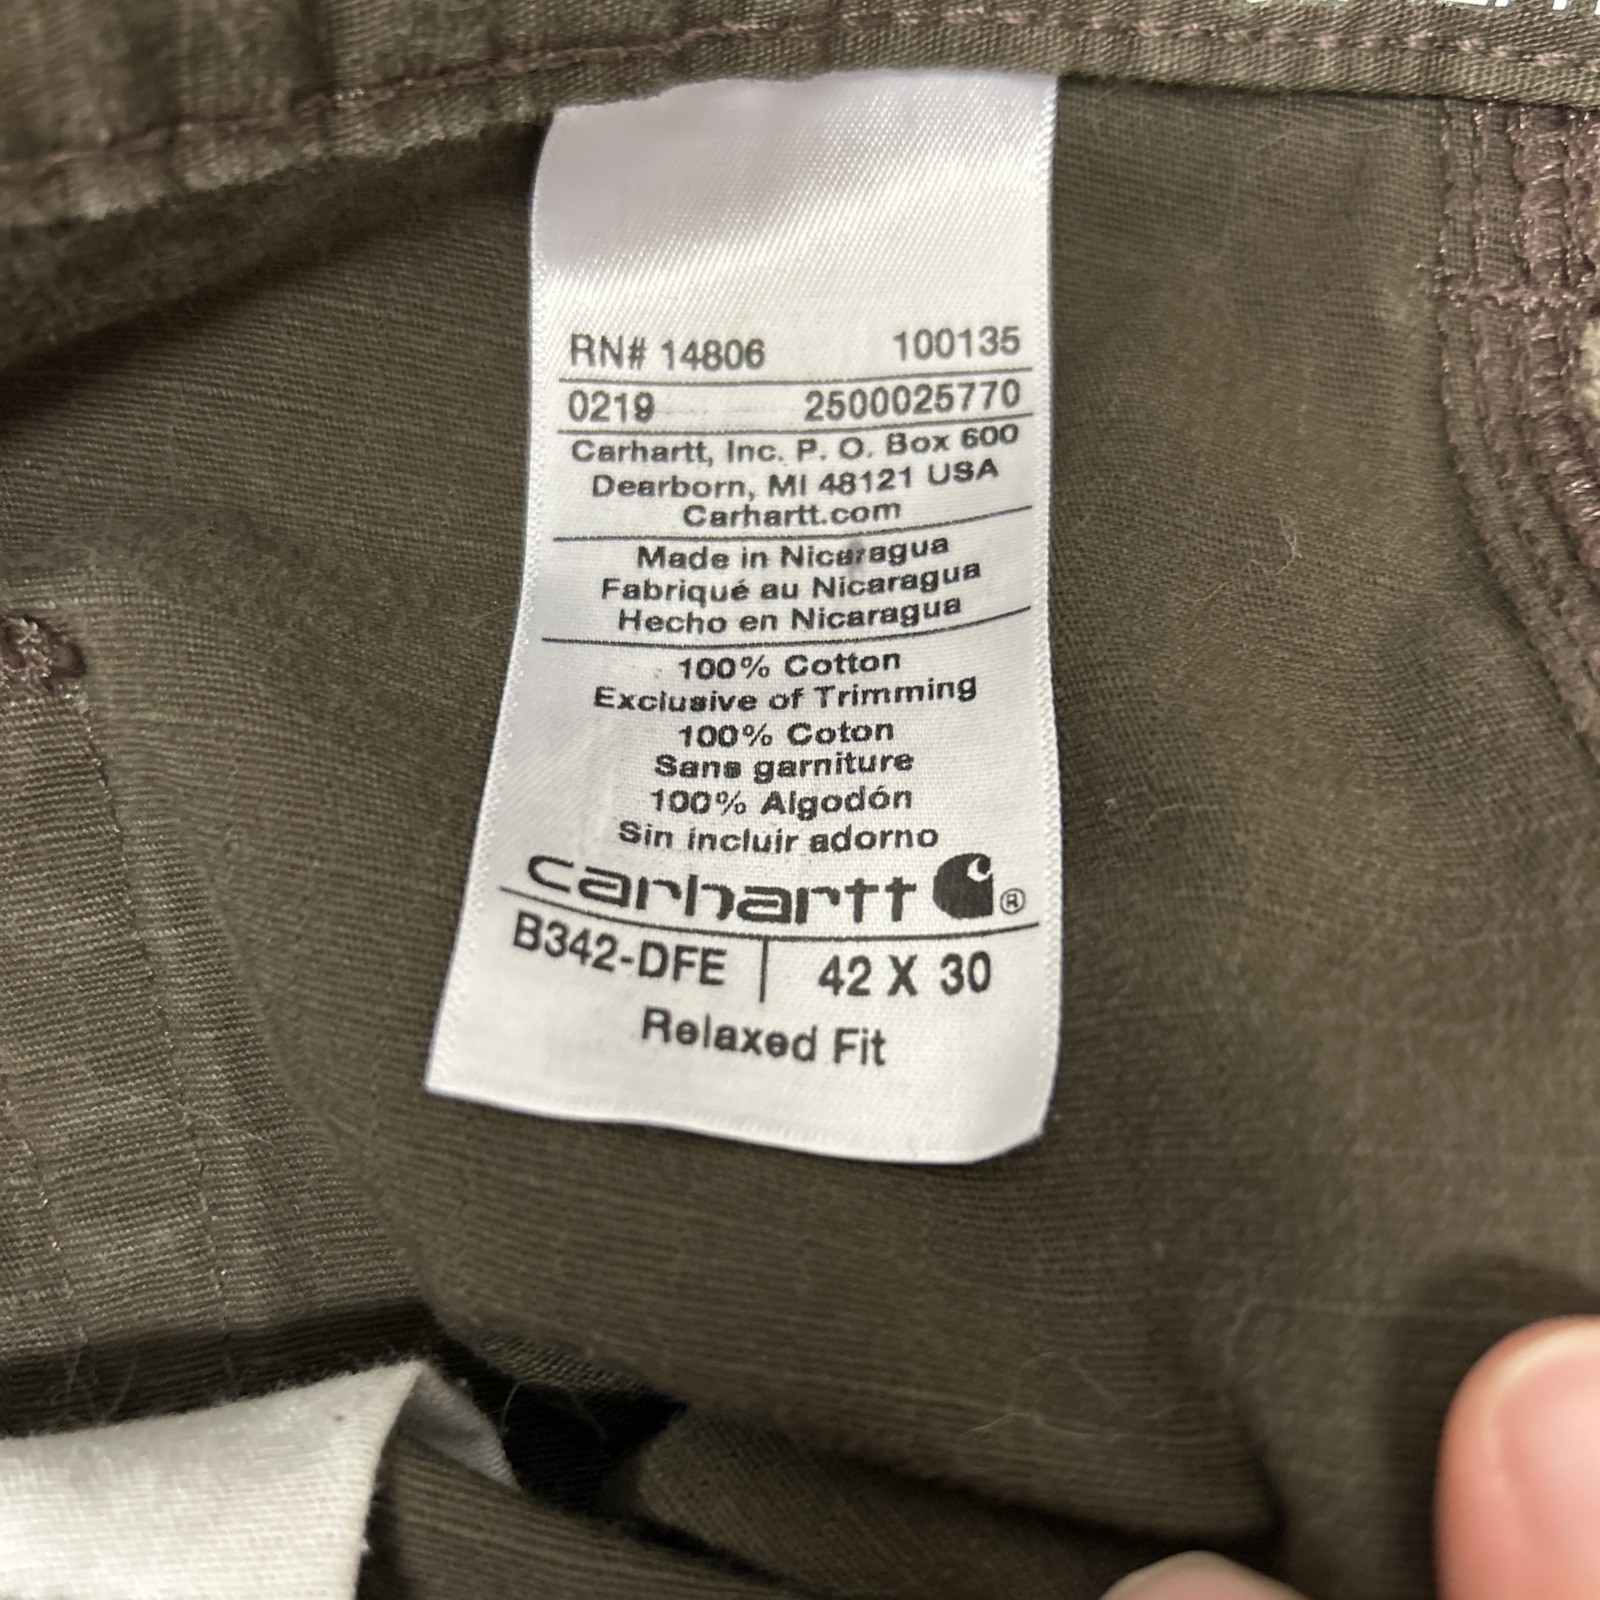 RN# 14806 100135
0219 2500025770
Carhartt, Inc. P. O. Box 600
Dearborn, MI 48121 USA
Carhartt.com
Made in Nicaragua
Fabriqué au Nicaragua
Hecho en Nicaragua
100% Cotton
Exclusive of Trimming
100% Coton
Sans garniture
100% Algodón
Sin incluir adorno
carhartt ®
B342-DFE | 42 X 30
Relaxed Fit